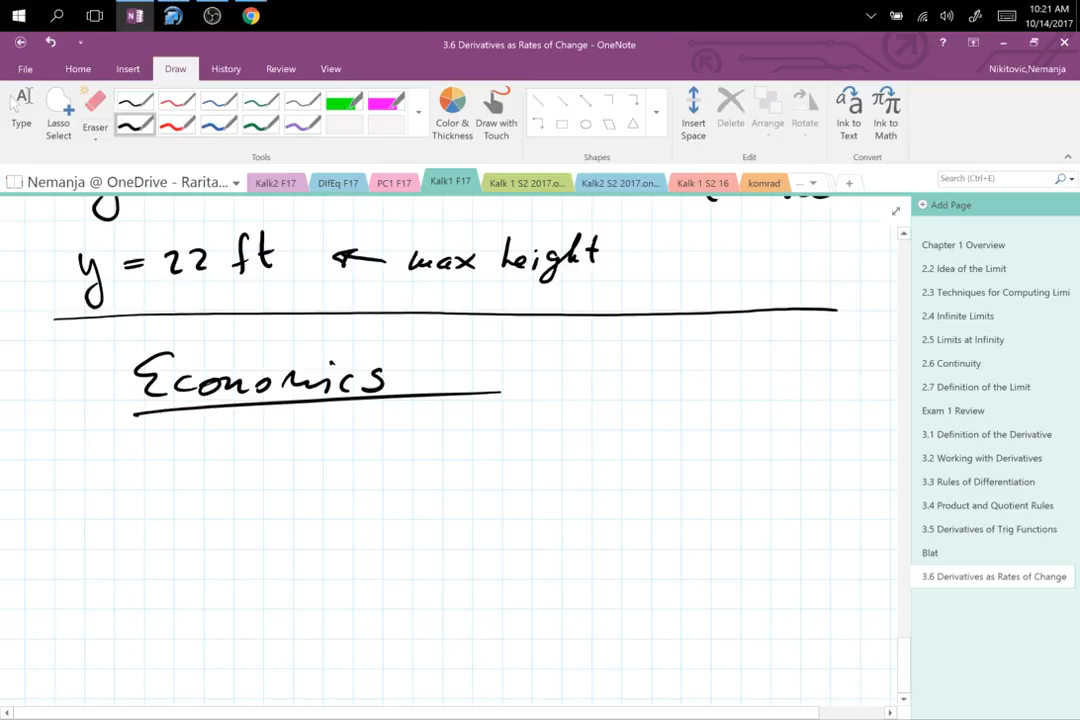 10:21 AM
10/14/2017
3.6 Derivatives as Rates of Change - OneNote
?
File Home Insert Draw History Review View
Nikitovic,Nemanja
Type
Lasso Select
Eraser
Color & Thickness
Draw with Touch
Insert Space
Delete
Arrange
Rotate
Ink to Text
Ink to Math
Tools
Shapes
Edit
Convert
Nemanja @ OneDrive - Rarita...
Kalk2 F17
DIfEq F17
PC1 F17
Kalk1 F17
Kalk 1 S2 2017.o...
Kalk2 S2 2017.on...
Kalk 1 S2 16
komrad
...
Search (Ctrl+E)
y = 22 ft ← max height
Economics
Add Page
Chapter 1 Overview
2.2 Idea of the Limit
2.3 Techniques for Computing Limi
2.4 Infinite Limits
2.5 Limits at Infinity
2.6 Continuity
2.7 Definition of the Limit
Exam 1 Review
3.1 Definition of the Derivative
3.2 Working with Derivatives
3.3 Rules of Differentiation
3.4 Product and Quotient Rules
3.5 Derivatives of Trig Functions
Blat
3.6 Derivatives as Rates of Change